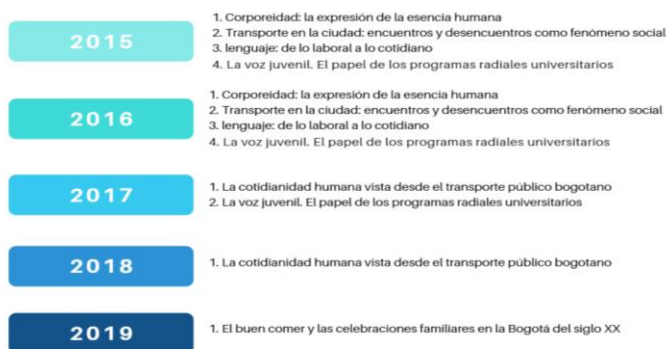 2015
1. Corporeidad: la expresión de la esencia humana
2. Transporte en la ciudad: encuentros y desencuentros como fenómeno social
3. lenguaje: de lo laboral a lo cotidiano
4. La voz juvenil. El papel de los programas radiales universitarios
2016
1. Corporeidad: la expresión de la esencia humana
2. Transporte en la ciudad: encuentros y desencuentros como fenómeno social
3. lenguaje: de lo laboral a lo cotidiano
4. La voz juvenil. El papel de los programas radiales universitarios
2017
1. La cotidianidad humana vista desde el transporte público bogotano
2. La voz juvenil. El papel de los programas radiales universitarios
2018
1. La cotidianidad humana vista desde el transporte público bogotano
2019
1. El buen comer y las celebraciones familiares en la Bogotá del siglo XX